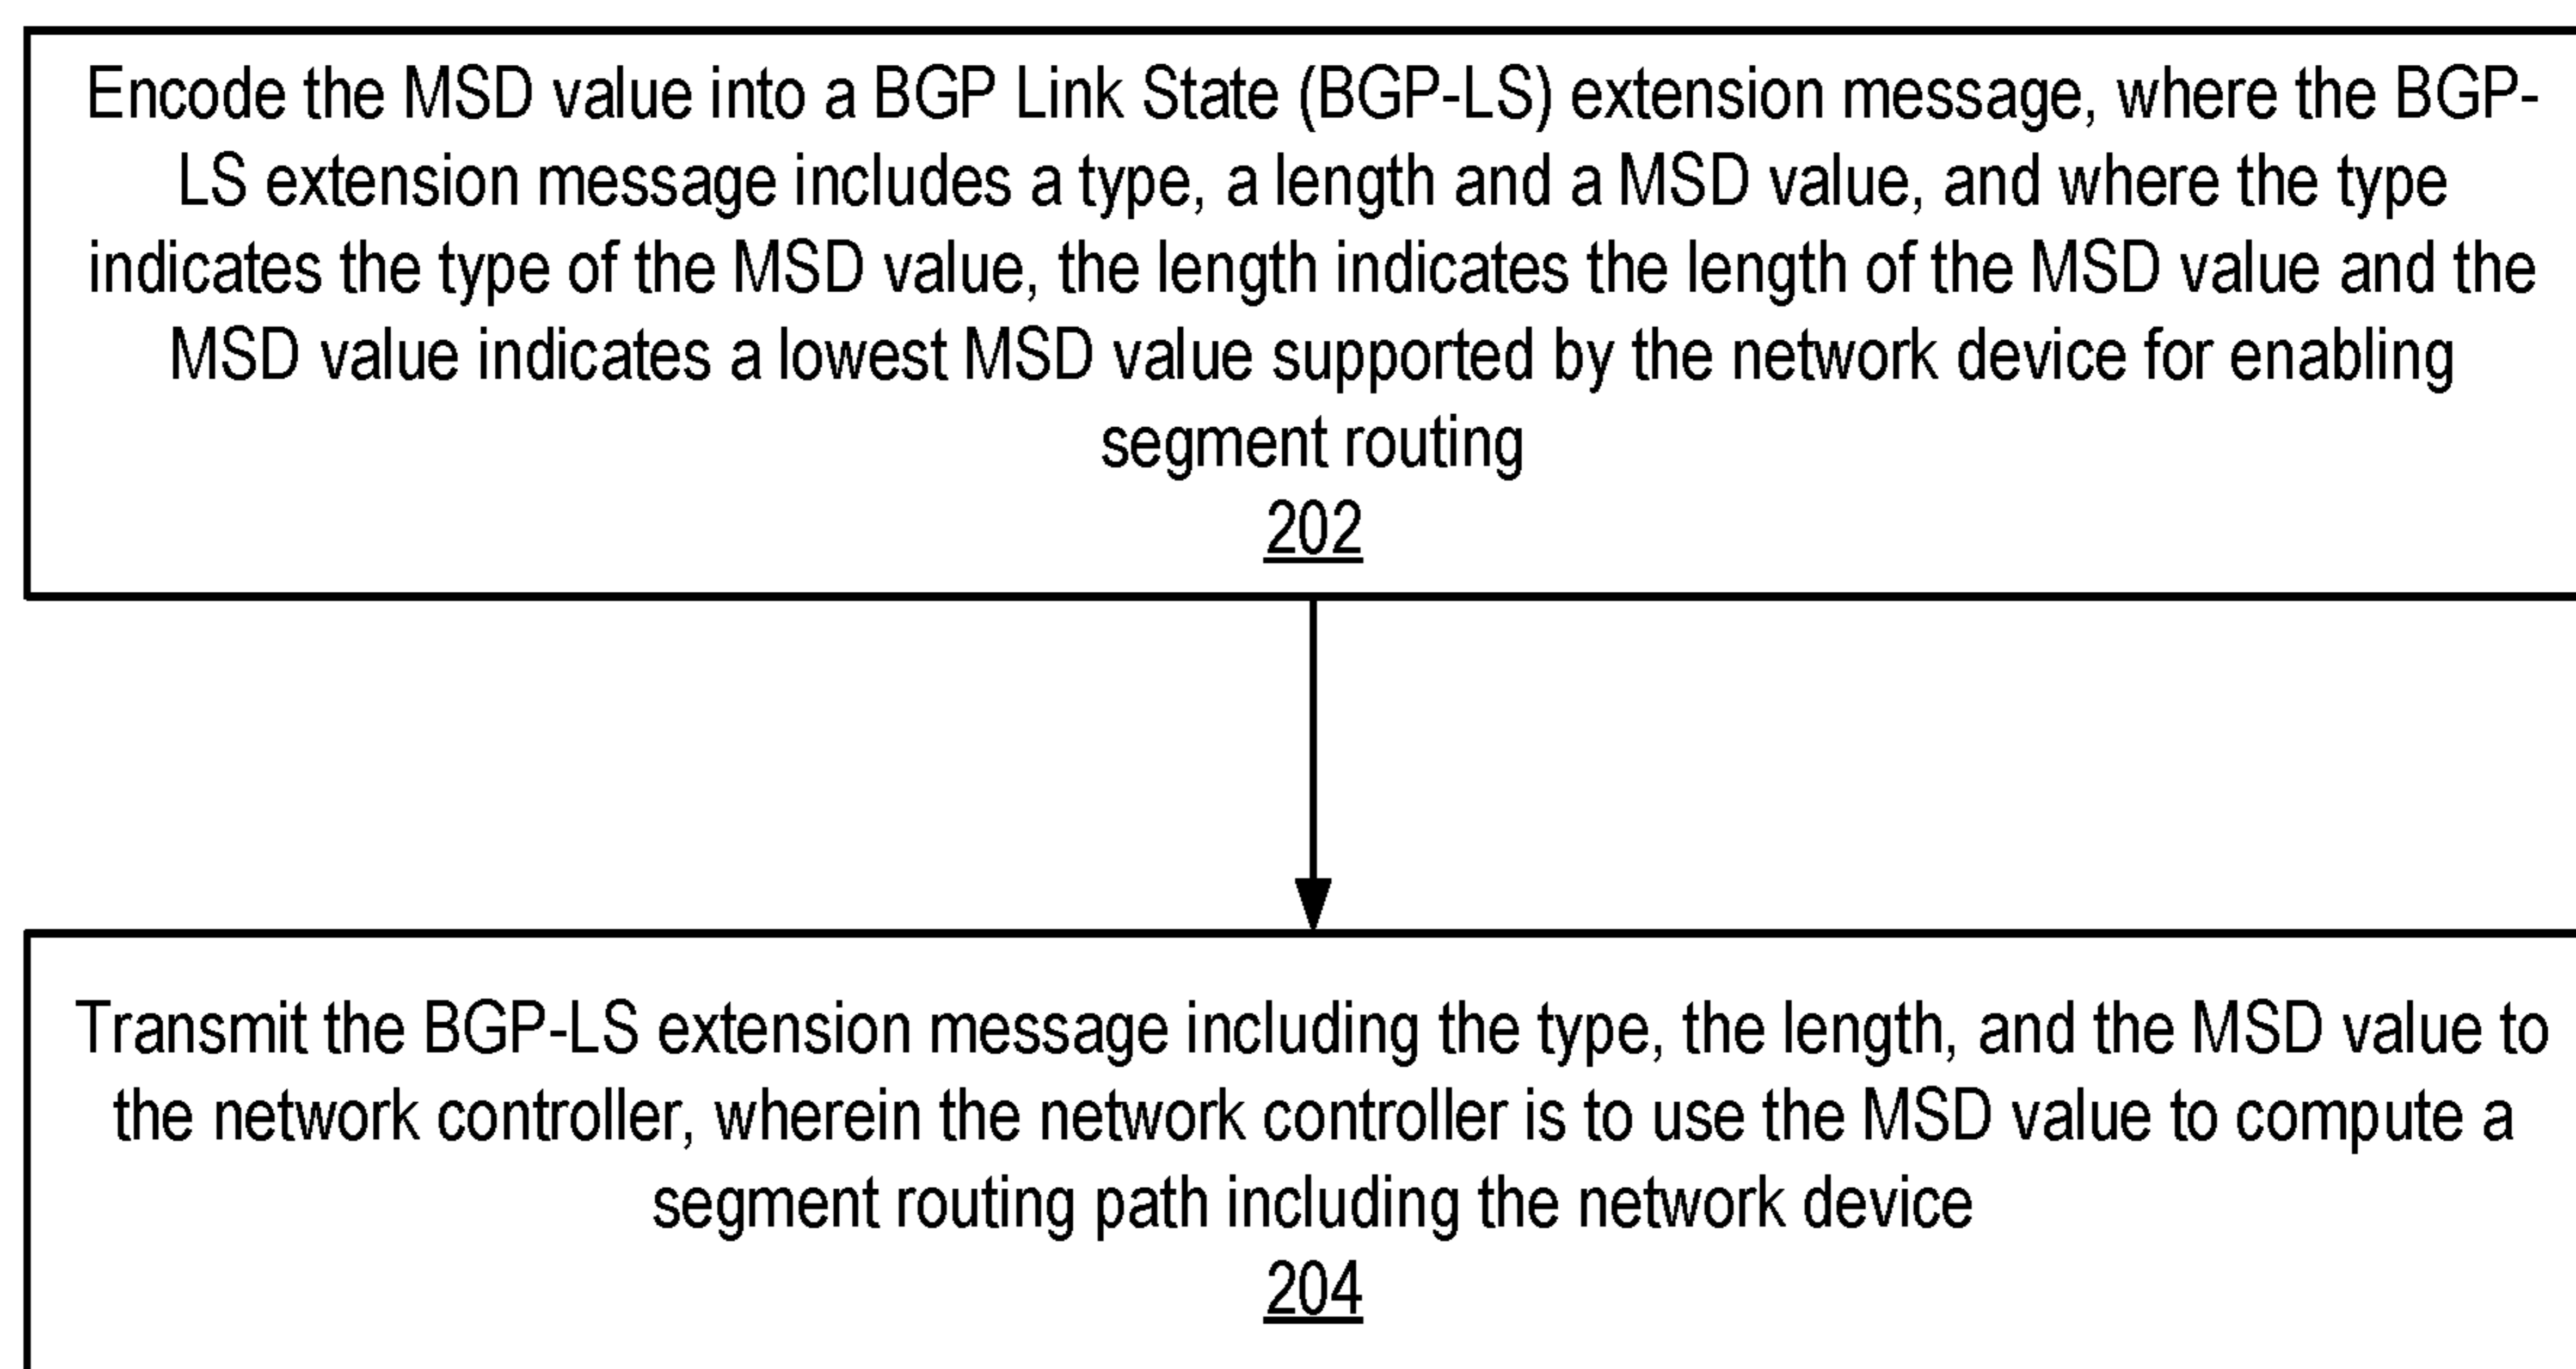 Encode the MSD value into a BGP Link State (BGP-LS) extension message, where the BGP-
LS extension message includes a type, a length and a MSD value, and where the type
indicates the type of the MSD value, the length indicates the length of the MSD value and the
MSD value indicates a lowest MSD value supported by the network device for enabling
segment routing
202
Transmit the BGP-LS extension message including the type, the length, and the MSD value to
the network controller, wherein the network controller is to use the MSD value to compute a
segment routing path including the network device
204